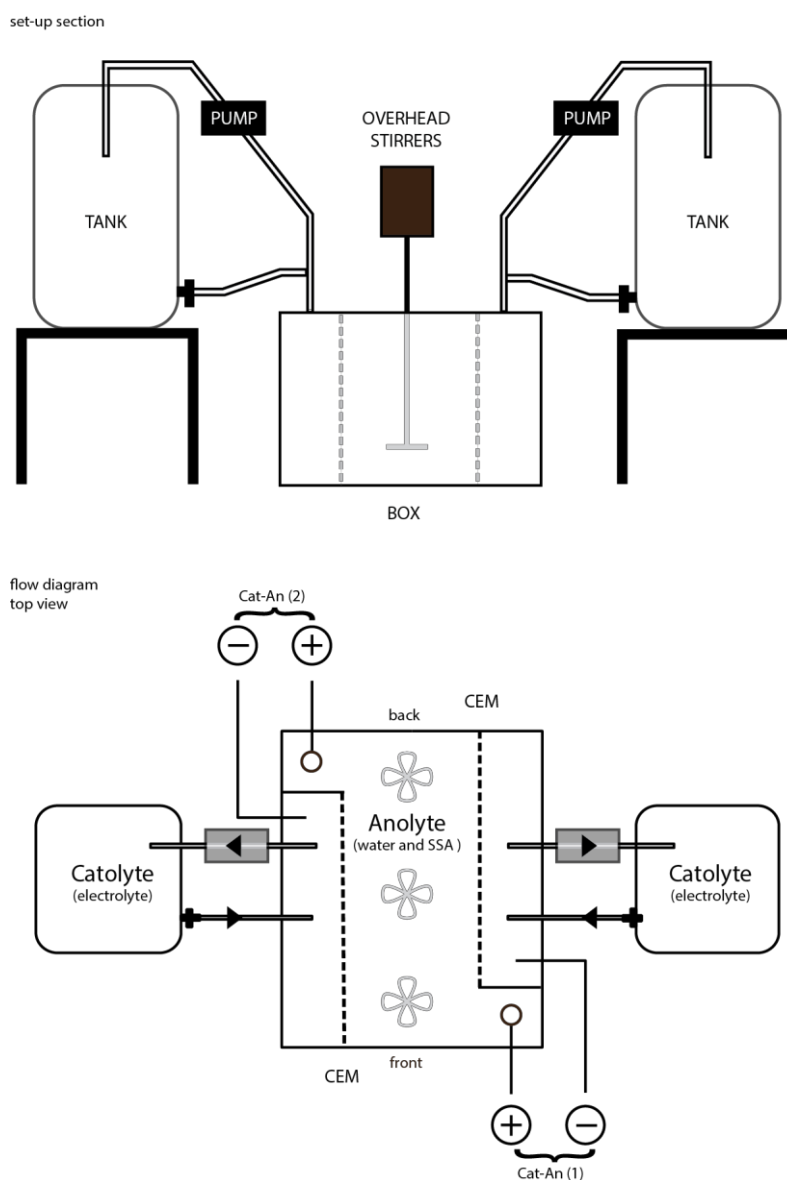 set-up section
PUMP
PUMP
OVERHEAD
STIRRERS
TANK
TANK
BOX
flow diagram
top view
Cat-An (2)
− +
CEM
back
Anolyte
(water and SSA )
Catolyte
(electrolyte)
Catolyte
(electrolyte)
front
CEM
+ −
Cat-An (1)